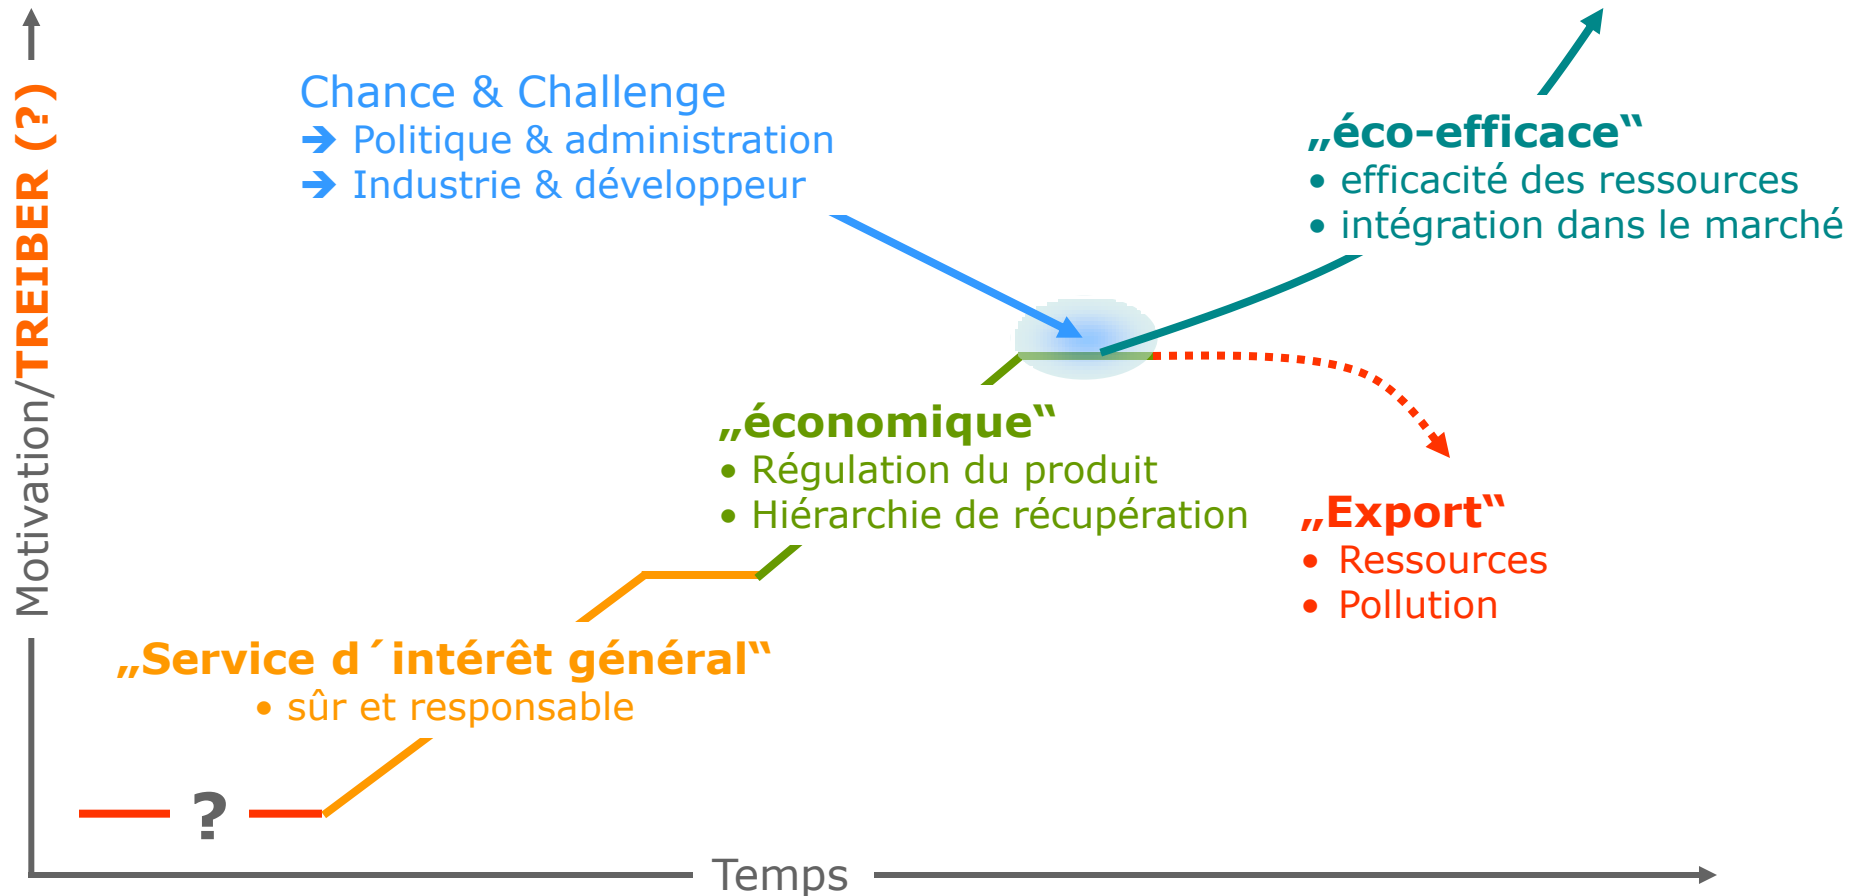 Motivation/TREIBER (?)
Chance & Challenge
➔ Politique & administration
➔ Industrie & développeur
„éco-efficace“
• efficacité des ressources
• intégration dans le marché
„économique“
• Régulation du produit
• Hiérarchie de récupération
„Export“
• Ressources
• Pollution
„Service d´intérêt général“
• sûr et responsable
?
Temps